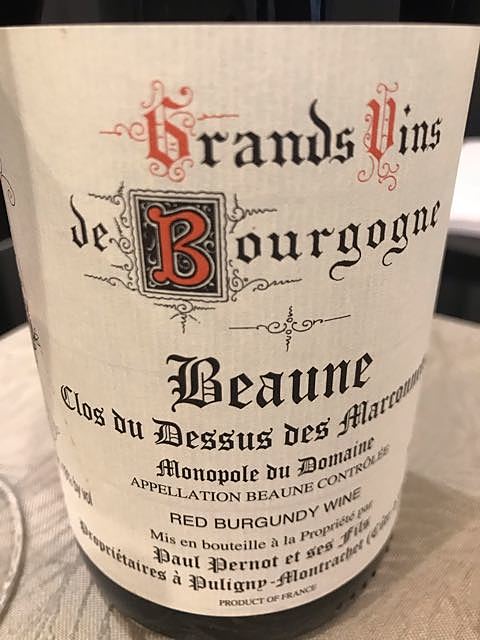 Grands Vins
de Bourgogne
Beaune
Clos du Dessus des
Monopole du Domaine
APPELLATION BEAUNE CONTRÔLÉE
RED BURGUNDY WINE
Mis en bouteille à la Propriété par
Paul Pernot et ses Fils
Propriétaires à Puligny-Montrachet
PRODUCT OF FRANCE